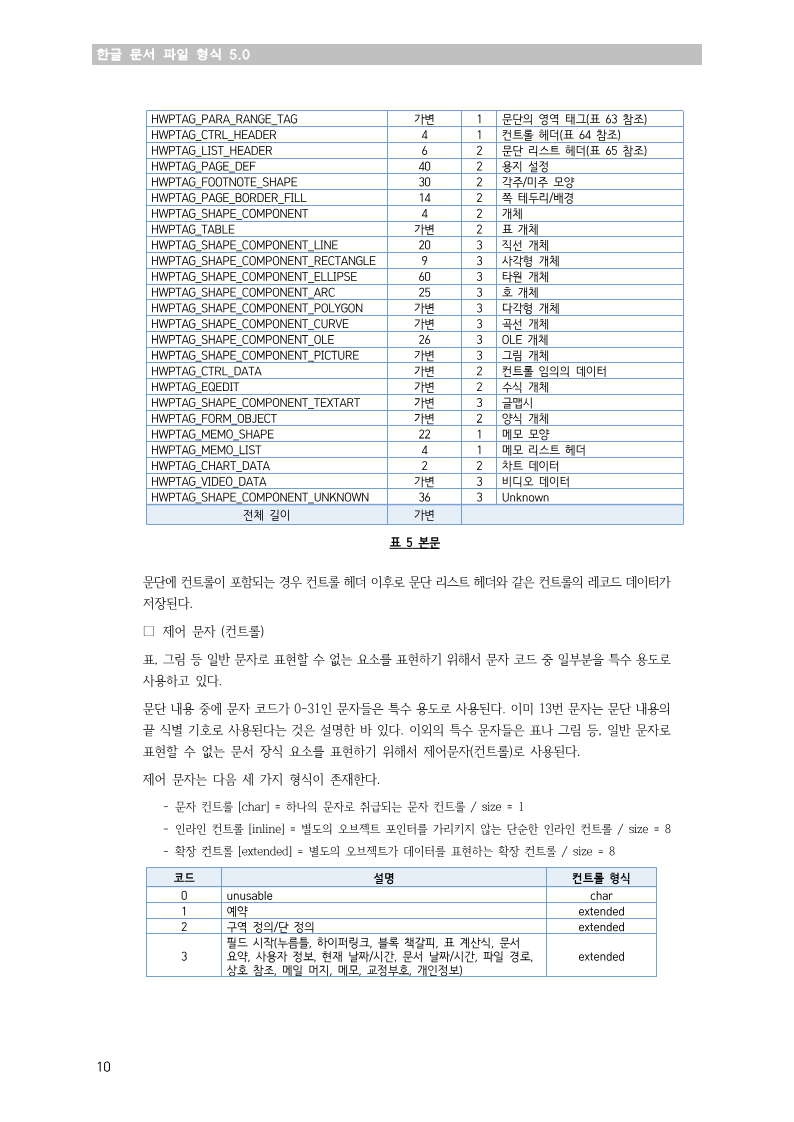 한글 문서 파일 형식 5.0
HWPTAG_PARA_RANGE_TAG 가변 1 문단의 영역 태그(표 63 참조)
HWPTAG_CTRL_HEADER 4 1 컨트롤 헤더(표 64 참조)
HWPTAG_LIST_HEADER 6 2 문단 리스트 헤더(표 65 참조)
HWPTAG_PAGE_DEF 40 2 용지 설정
HWPTAG_FOOTNOTE_SHAPE 30 2 각주/미주 모양
HWPTAG_PAGE_BORDER_FILL 14 2 쪽 테두리/배경
HWPTAG_SHAPE_COMPONENT 4 2 개체
HWPTAG_TABLE 가변 2 표 개체
HWPTAG_SHAPE_COMPONENT_LINE 20 3 직선 개체
HWPTAG_SHAPE_COMPONENT_RECTANGLE 9 3 사각형 개체
HWPTAG_SHAPE_COMPONENT_ELLIPSE 60 3 타원 개체
HWPTAG_SHAPE_COMPONENT_ARC 25 3 호 개체
HWPTAG_SHAPE_COMPONENT_POLYGON 가변 3 다각형 개체
HWPTAG_SHAPE_COMPONENT_CURVE 가변 3 곡선 개체
HWPTAG_SHAPE_COMPONENT_OLE 26 3 OLE 개체
HWPTAG_SHAPE_COMPONENT_PICTURE 가변 3 그림 개체
HWPTAG_CTRL_DATA 가변 2 컨트롤 임의의 데이터
HWPTAG_EQEDIT 가변 2 수식 개체
HWPTAG_SHAPE_COMPONENT_TEXTART 가변 3 글맵시
HWPTAG_FORM_OBJECT 가변 2 양식 개체
HWPTAG_MEMO_SHAPE 22 1 메모 모양
HWPTAG_MEMO_LIST 4 1 메모 리스트 헤더
HWPTAG_CHART_DATA 2 2 차트 데이터
HWPTAG_VIDEO_DATA 가변 3 비디오 데이터
HWPTAG_SHAPE_COMPONENT_UNKNOWN 36 3 Unknown
전체 길이 가변
표 5 본문
문단에 컨트롤이 포함되는 경우 컨트롤 헤더 이후로 문단 리스트 헤더와 같은 컨트롤의 레코드 데이터가
저장된다.
□ 제어 문자 (컨트롤)
표, 그림 등 일반 문자로 표현할 수 없는 요소를 표현하기 위해서 문자 코드 중 일부분을 특수 용도로
사용하고 있다.
문단 내용 중에 문자 코드가 0-31인 문자들은 특수 용도로 사용된다. 이미 13번 문자는 문단 내용의
끝 식별 기호로 사용된다는 것은 설명한 바 있다. 이외의 특수 문자들은 표나 그림 등, 일반 문자로
표현할 수 없는 문서 장식 요소를 표현하기 위해서 제어문자(컨트롤)로 사용된다.
제어 문자는 다음 세 가지 형식이 존재한다.
- 문자 컨트롤 [char] = 하나의 문자로 취급되는 문자 컨트롤 / size = 1
- 인라인 컨트롤 [inline] = 별도의 오브젝트 포인터를 가리키지 않는 단순한 인라인 컨트롤 / size = 8
- 확장 컨트롤 [extended] = 별도의 오브젝트가 데이터를 표현하는 확장 컨트롤 / size = 8
코드 설명 컨트롤 형식
0 unusable char
1 예약 extended
2 구역 정의/단 정의 extended
필드 시작(누름틀, 하이퍼링크, 블록 책갈피, 표 계산식, 문서
3 요약, 사용자 정보, 현재 날짜/시간, 문서 날짜/시간, 파일 경로, extended
상호 참조, 메일 머지, 메모, 교정부호, 개인정보)
10